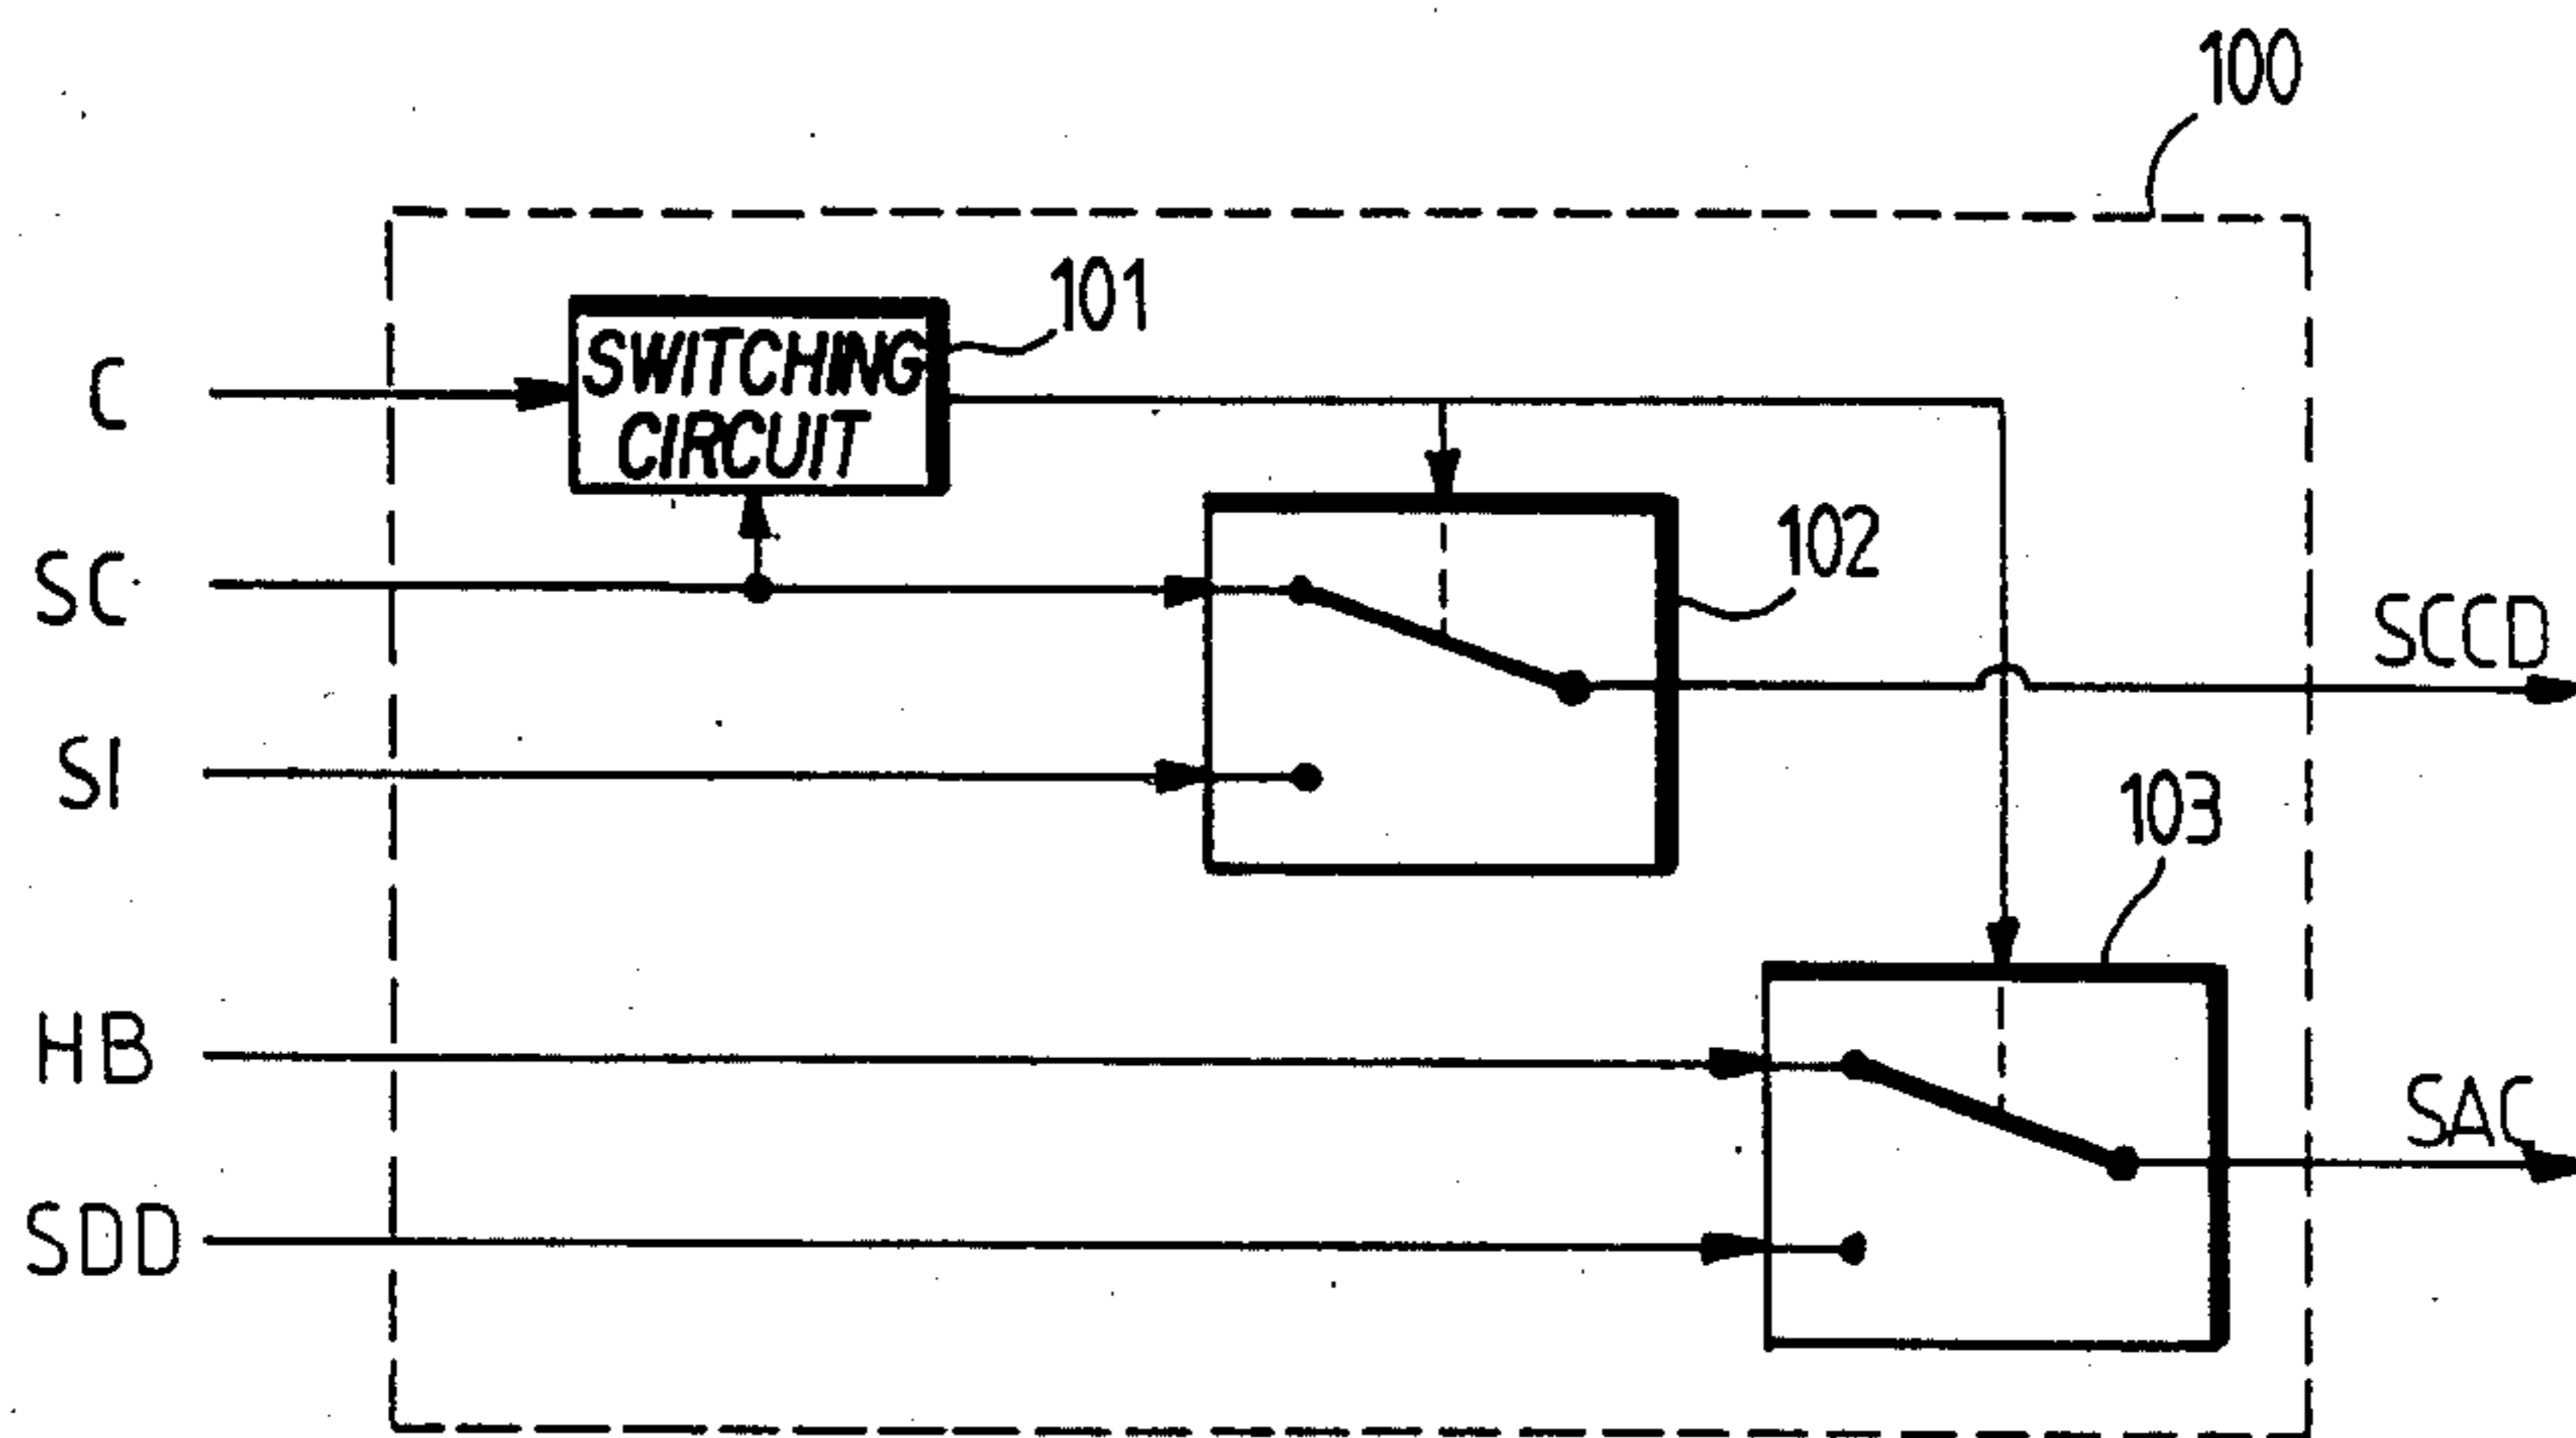 100
101
C
SWITCHING
CIRCUIT
SC
102
SCCD
SI
103
HB
SAC
SDD